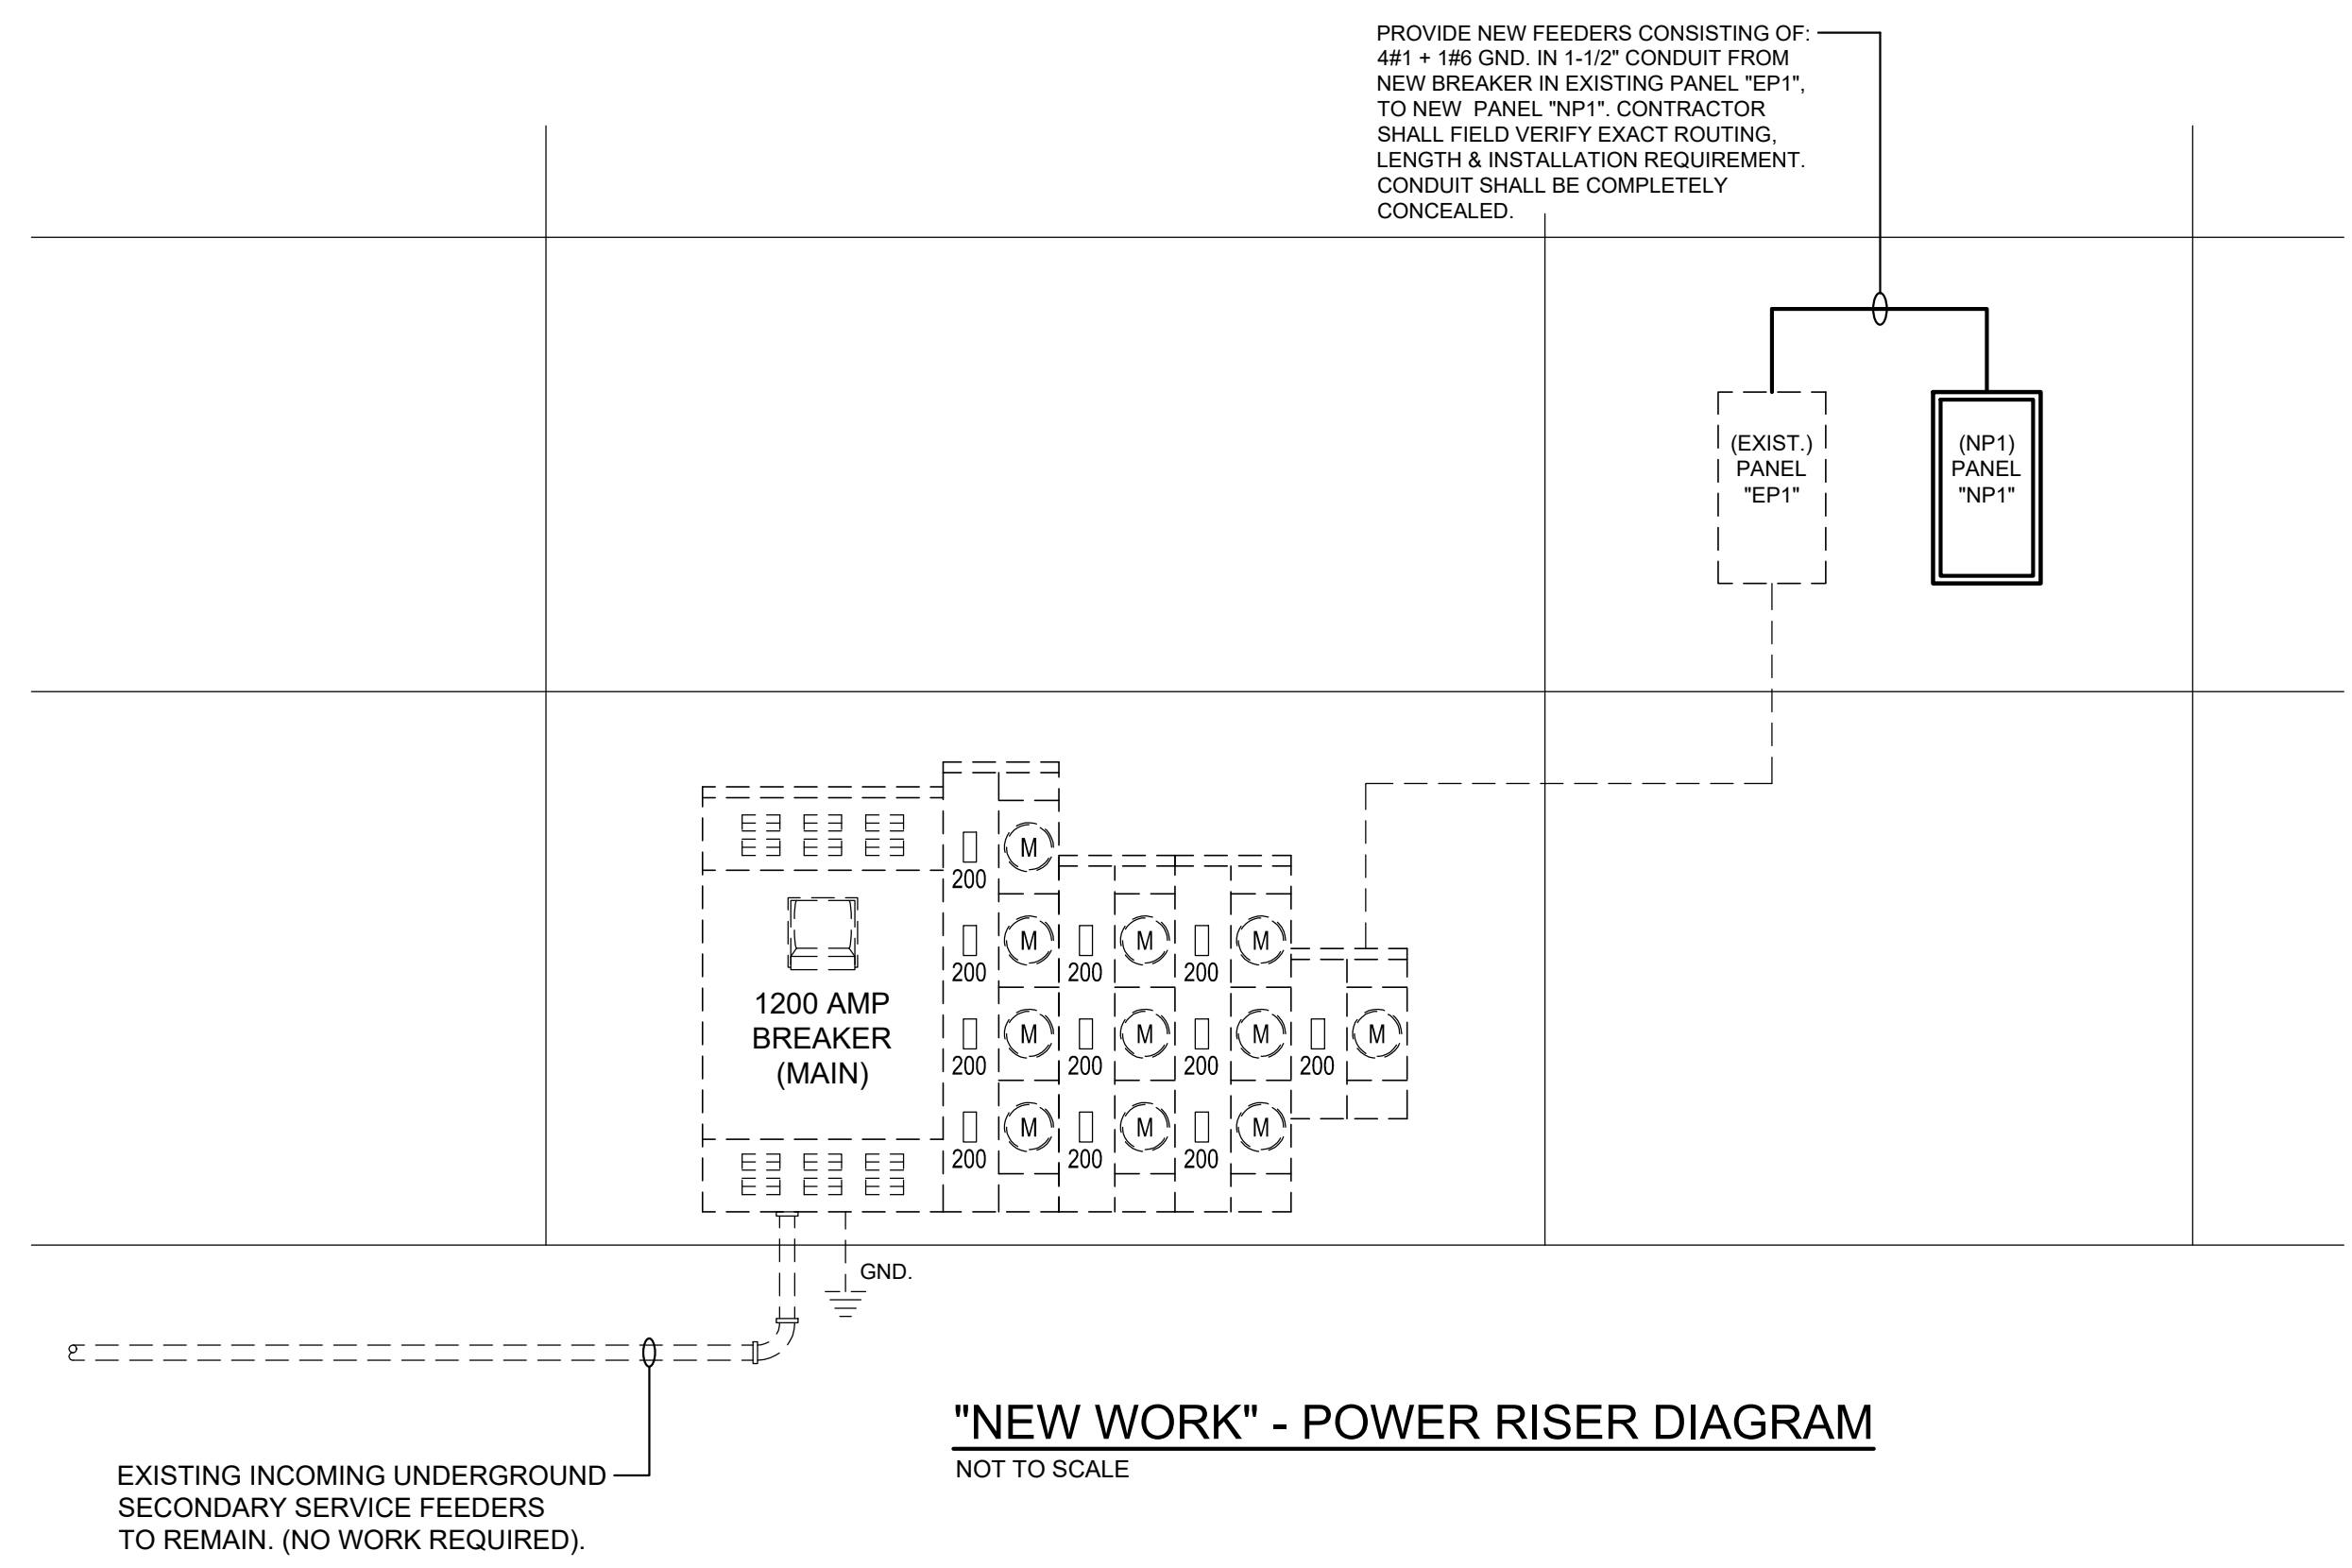 PROVIDE NEW FEEDERS CONSISTING OF:
4#1 + 1#6 GND. IN 1-1/2" CONDUIT FROM
NEW BREAKER IN EXISTING PANEL "EP1",
TO NEW PANEL "NP1". CONTRACTOR
SHALL FIELD VERIFY EXACT ROUTING,
LENGTH & INSTALLATION REQUIREMENT.
CONDUIT SHALL BE COMPLETELY
CONCEALED.
(EXIST.)
PANEL
"EP1"
(NP1)
PANEL
"NP1"
M
200
M
M
M
200
200
200
1200 AMP
BREAKER
(MAIN)
M
M
M
M
200
200
200
200
M
M
M
200
200
200
GND.
"NEW WORK" - POWER RISER DIAGRAM
NOT TO SCALE
EXISTING INCOMING UNDERGROUND
SECONDARY SERVICE FEEDERS
TO REMAIN. (NO WORK REQUIRED).